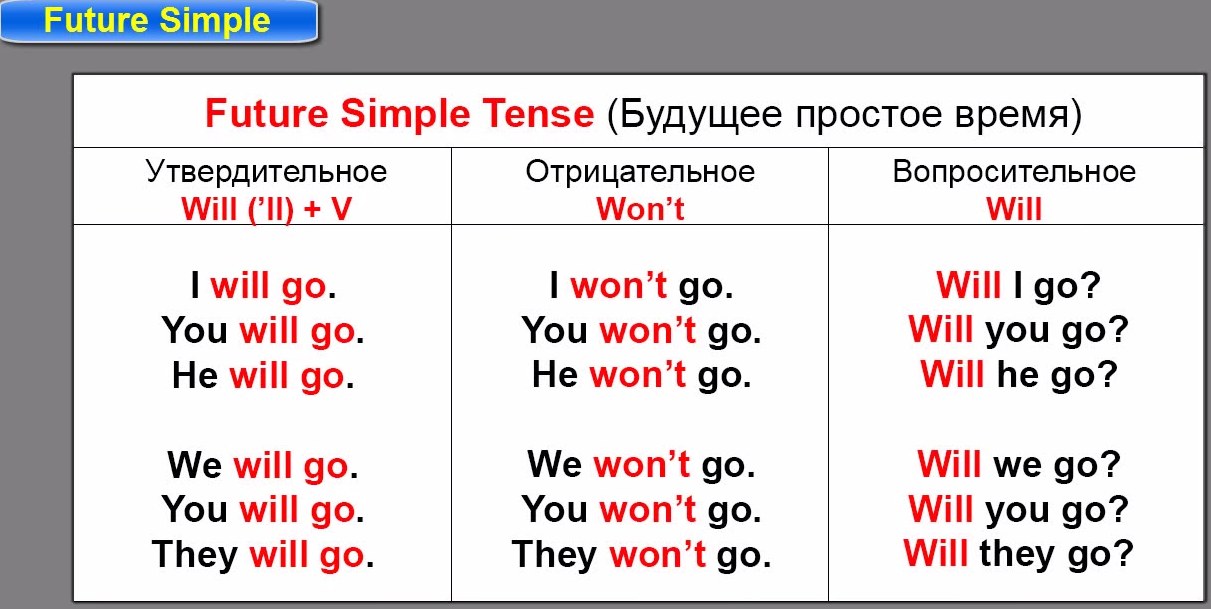 Future Simple
Future Simple Tense (Будущее простое время)
Утвердительное
Will (’ll) + V
Отрицательное
Won’t
Вопросительное
Will
I will go.
You will go.
He will go.
We will go.
You will go.
They will go.
I won’t go.
You won’t go.
He won’t go.
We won’t go.
You won’t go.
They won’t go.
Will I go?
Will you go?
Will he go?
Will we go?
Will you go?
Will they go?